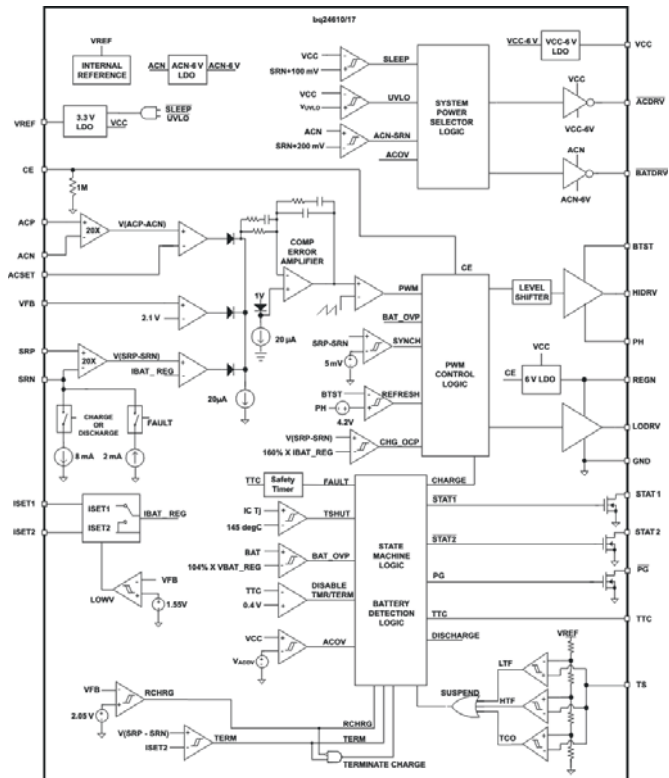 bq24610/17
VREF
INTERNAL
REFERENCE
ACN
ACN-6 V
LDO
ACN-6 V
VCC
SRN+100 mV
SLEEP
VCC
VUVLO
UVLO
ACN
SRN+200 mV
ACN-SRN
ACOV
SYSTEM
POWER
SELECTOR
LOGIC
VCC-6 V
VCC-6 V
LDO
VCC
VCC
ACDRV
VCC-6V
ACN
BATDRV
ACN-6V
VREF
3.3 V
LDO
VCC
SLEEP
UVLO
CE
1M
ACP
ACN
20X
V(ACP-ACN)
ACSET
VFB
2.1 V
SRP
SRN
20X
V(SRP-SRN)
IBAT_ REG
COMP
ERROR
AMPLIFIER
1V
20 µA
20µA
PWM
CE
BAT_OVP
SRP-SRN
SYNCH
5 mV
BTST
REFRESH
PH
4.2V
V(SRP-SRN)
CHG_OCP
160% X IBAT_REG
PWM
CONTROL
LOGIC
LEVEL
SHIFTER
BTST
HIDRV
PH
VCC
CE
6 V LDO
REGN
LODRV
GND
CHARGE
OR
DISCHARGE
FAULT
8 mA
2 mA
ISET1
ISET2
ISET1
ISET2
IBAT_ REG
VFB
LOWV
1.55V
TTC
Safety
Timer
FAULT
IC Tj
TSHUT
145 degC
BAT
BAT_OVP
104% X VBAT_REG
TTC
DISABLE
TMR/TERM
0.4 V
VCC
ACOV
VACOV
STATE
MACHINE
LOGIC
BATTERY
DETECTION
LOGIC
CHARGE
STAT1
STAT 1
STAT2
STAT 2
PG
PG
TTC
TTC
DISCHARGE
VREF
LTF
SUSPEND
HTF
TCO
TS
VFB
RCHRG
2.05 V
RCHRG
V(SRP - SRN)
TERM
TERM
ISET2
TERMINATE CHARGE